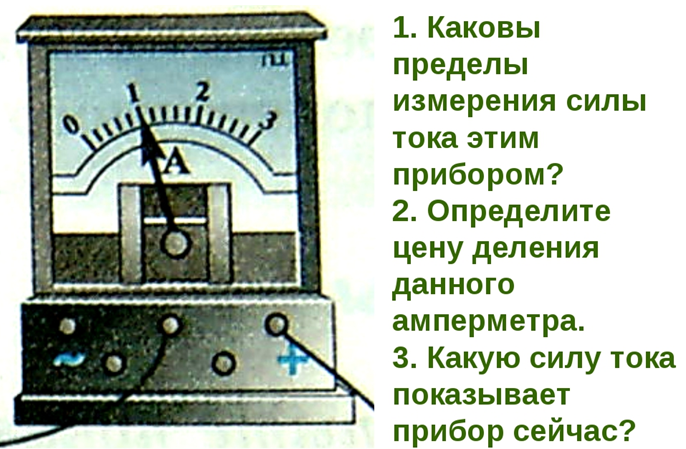 0 1 2 3
A
~ +
1. Каковы
пределы
измерения силы
тока этим
прибором?
2. Определите
цену деления
данного
амперметра.
3. Какую силу тока
показывает
прибор сейчас?